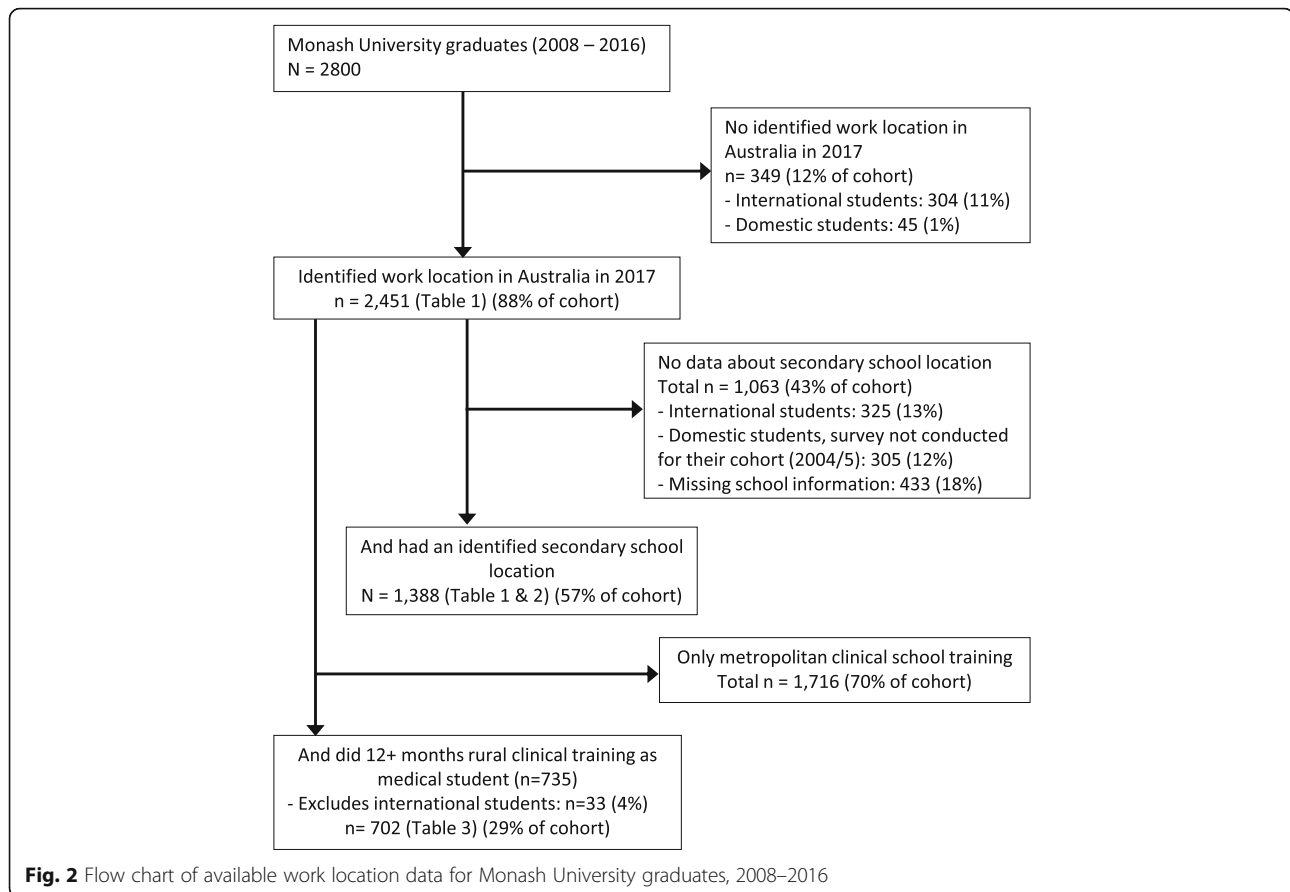 Monash University graduates (2008 – 2016)
N = 2800
No identified work location in
Australia in 2017
n= 349 (12% of cohort)
- International students: 304 (11%)
- Domestic students: 45 (1%)
Identified work location in Australia in 2017
n = 2,451 (Table 1) (88% of cohort)
No data about secondary school location
Total n = 1,063 (43% of cohort)
- International students: 325 (13%)
- Domestic students, survey not conducted
for their cohort (2004/5): 305 (12%)
- Missing school information: 433 (18%)
And had an identified secondary school
location
N = 1,388 (Table 1 & 2) (57% of cohort)
Only metropolitan clinical school training
Total n = 1,716 (70% of cohort)
And did 12+ months rural clinical training as
medical student (n=735)
- Excludes international students: n=33 (4%)
n= 702 (Table 3) (29% of cohort)
Fig. 2 Flow chart of available work location data for Monash University graduates, 2008–2016